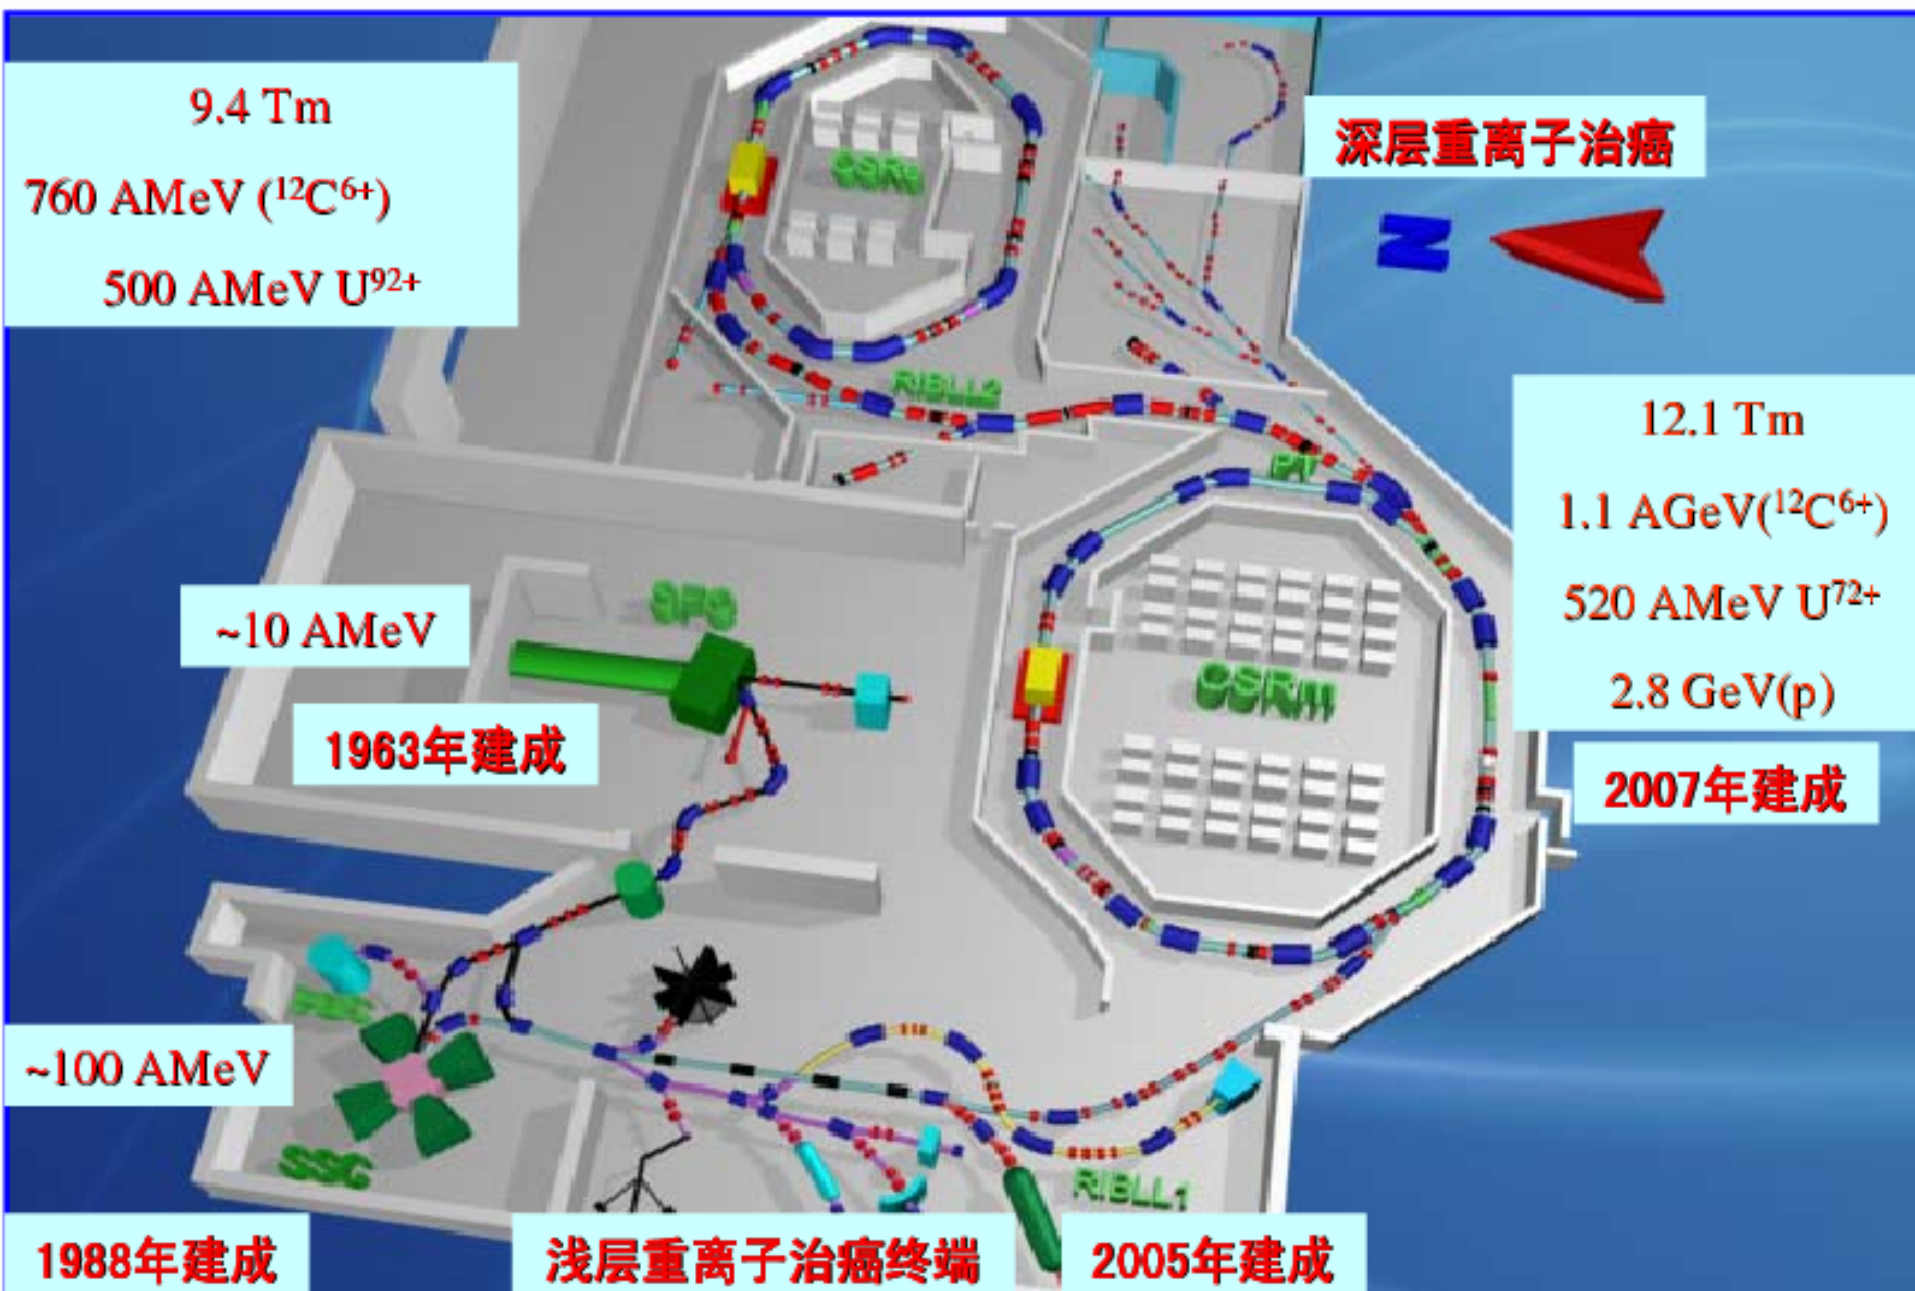 9.4 Tm
760 AMeV (¹²C⁶⁺)
500 AMeV U⁹²⁺
深层重离子治癌
N
RIBLL2
12.1 Tm
1.1 AGeV(¹²C⁶⁺)
520 AMeV U⁷²⁺
2.8 GeV(p)
2007年建成
~10 AMeV
CSRm
1963年建成
~100 AMeV
SSC
RIBLL1
1988年建成
浅层重离子治癌终端
2005年建成